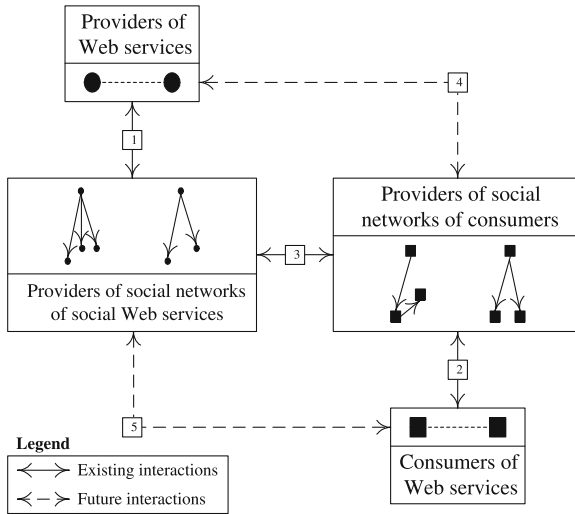 Providers of
Web services
4
1
Providers of social
networks of consumers
3
Providers of social networks
of social Web services
2
5
Consumers of
Web services
Legend
Existing interactions
Future interactions